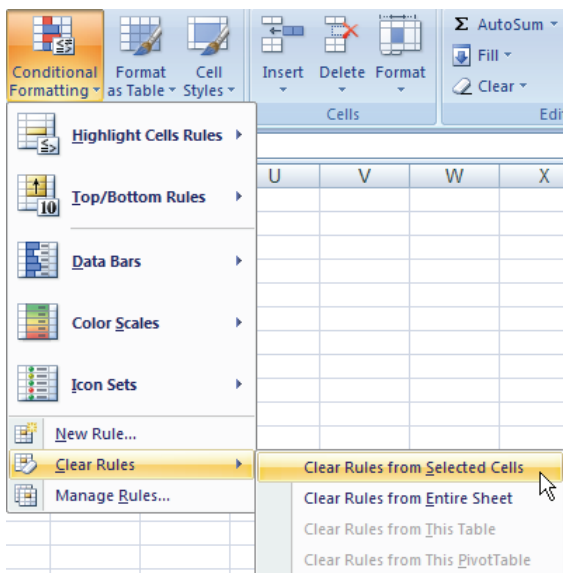 Σ AutoSum
Fill
Clear
Conditional Formatting
Format as Table
Cell Styles
Insert
Delete
Format
Cells
Edi
Highlight Cells Rules
Top/Bottom Rules
10
Data Bars
Color Scales
Icon Sets
New Rule...
Clear Rules
Manage Rules...
U V W X
Clear Rules from Selected Cells
Clear Rules from Entire Sheet
Clear Rules from This Table
Clear Rules from This PivotTable